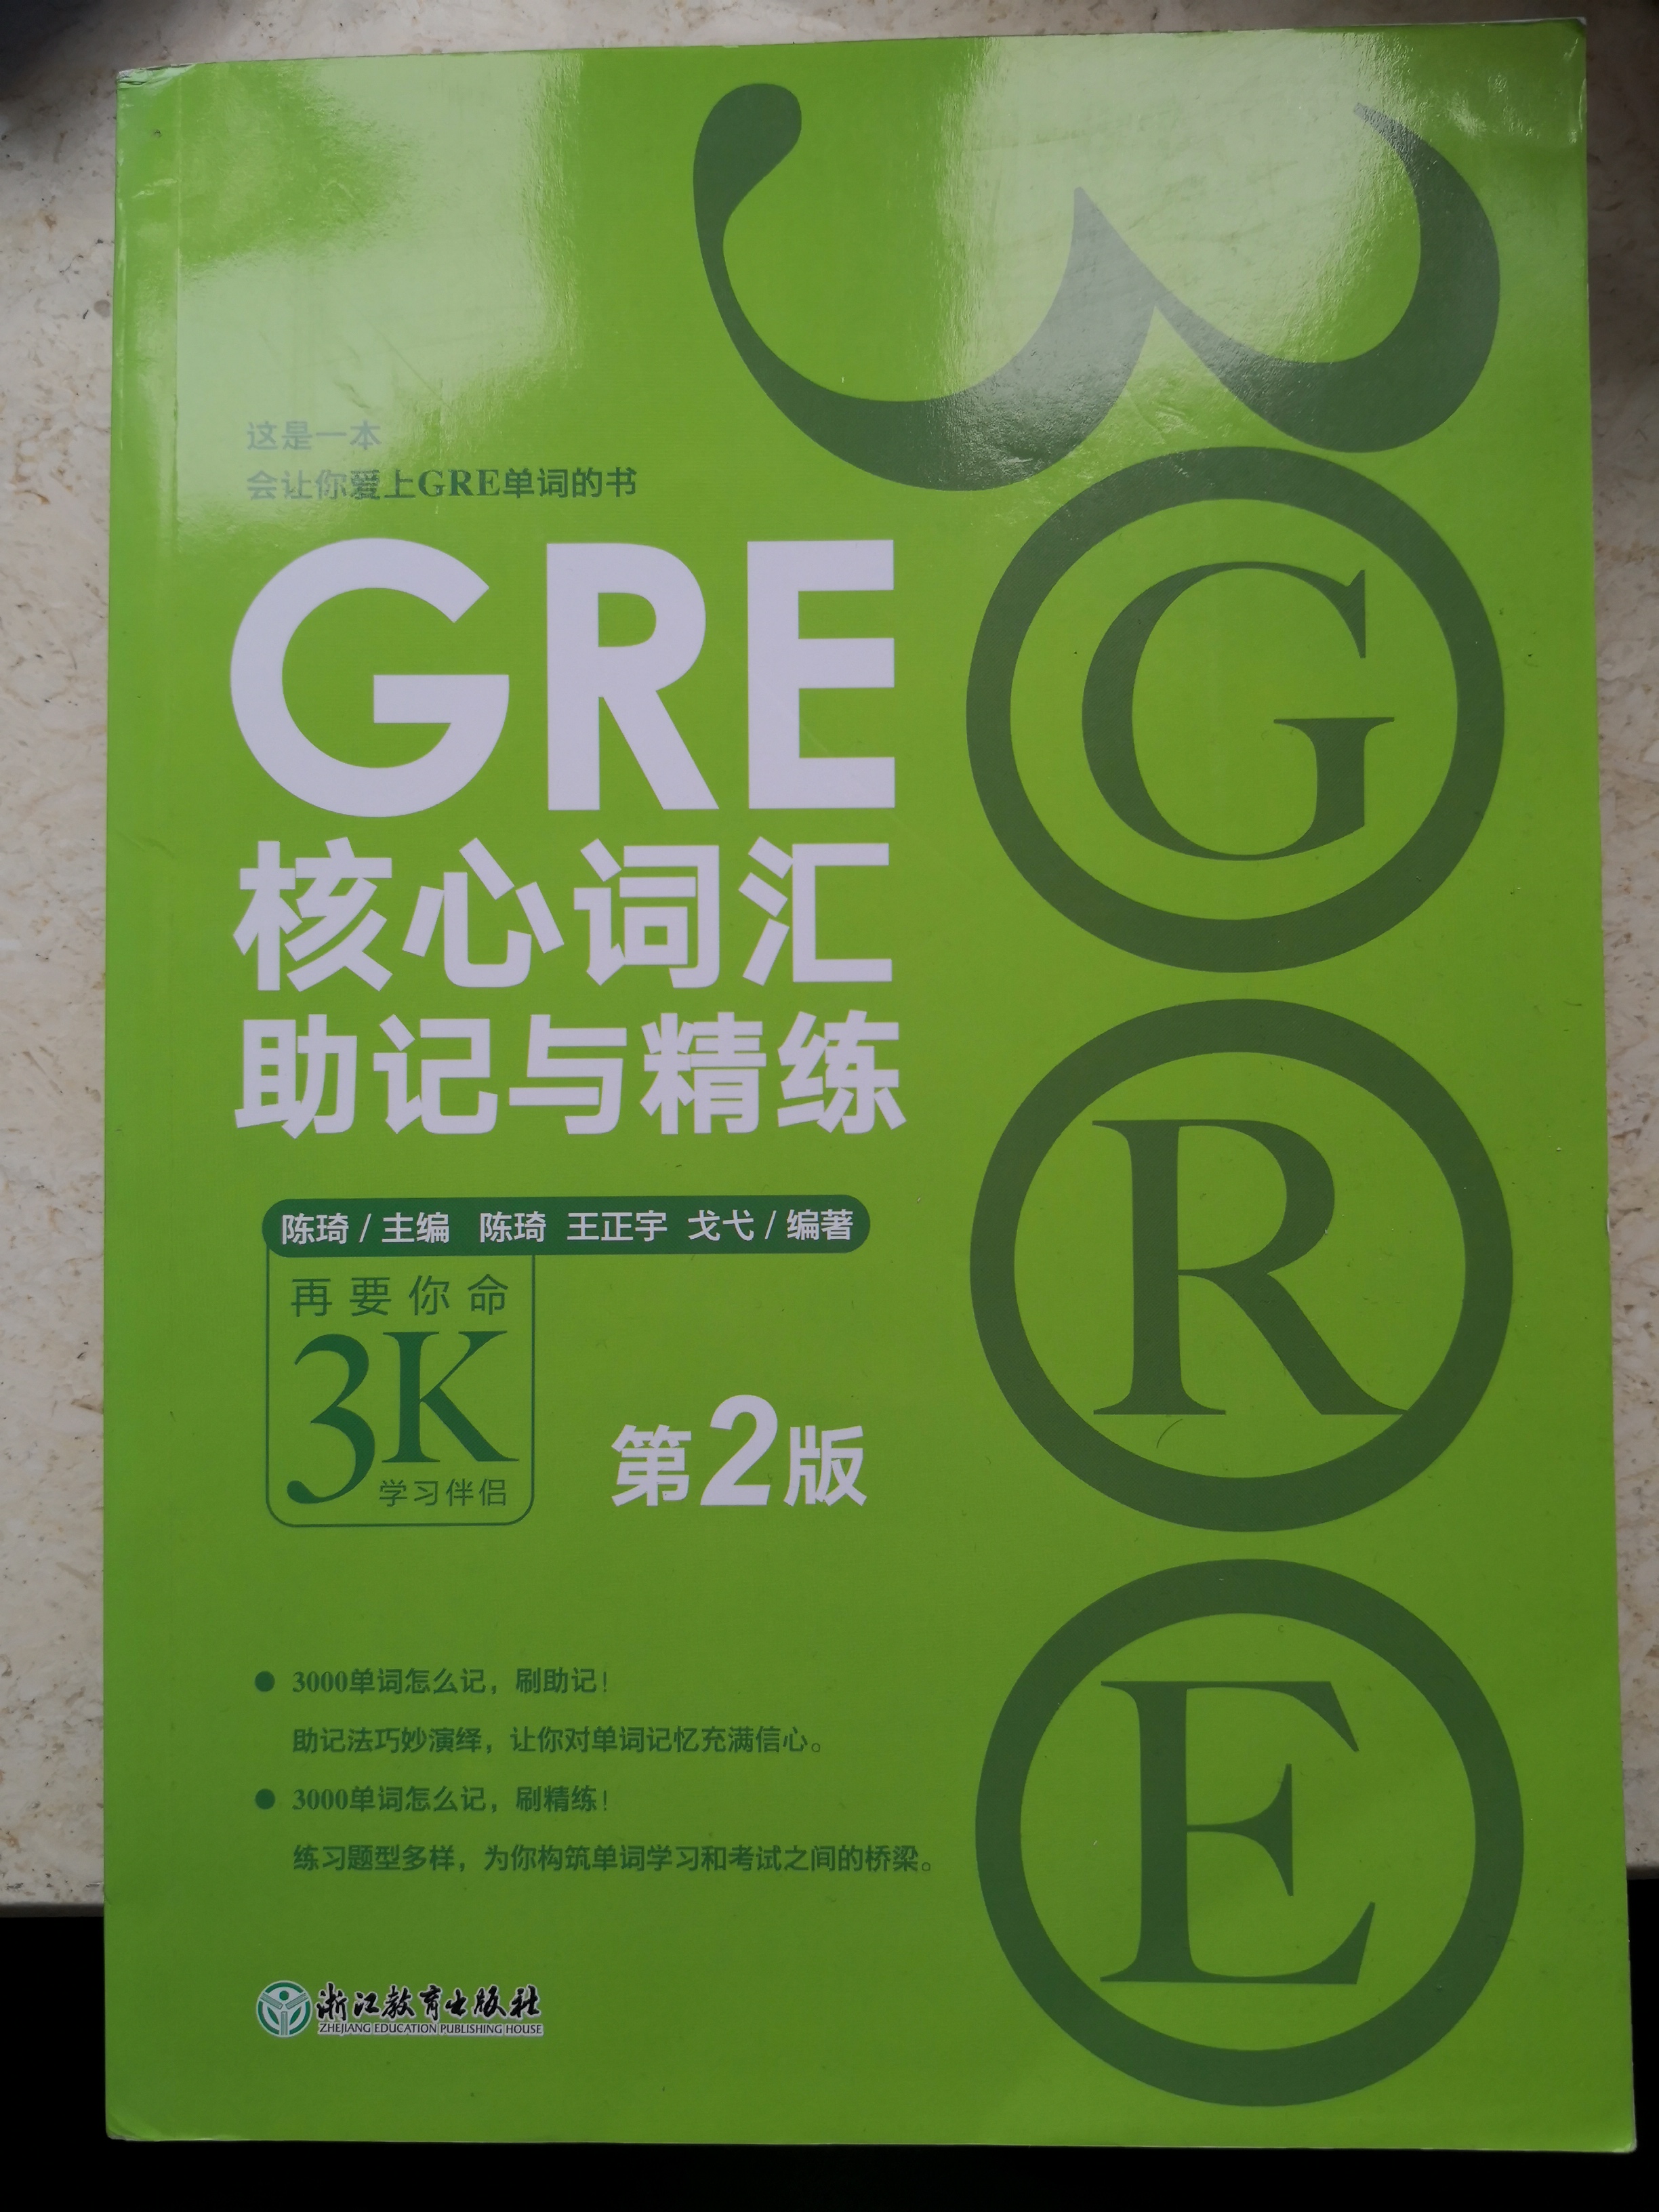 这是一本
会让你爱上GRE单词的书
GRE
核心词汇
助记与精练
陈琦 / 主编 陈琦 王正宇 戈弋 / 编著
再要你命
3K
学习伴侣
第2版
● 3000单词怎么记，刷助记！
助记法巧妙演绎，让你对单词记忆充满信心。
● 3000单词怎么记，刷精练！
练习题型多样，为你构筑单词学习和考试之间的桥梁。
浙江教育出版社
ZHEJIANG EDUCATION PUBLISHING HOUSE
3
G
R
E